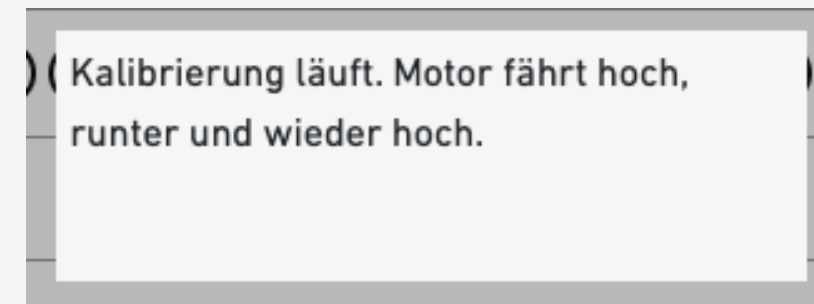 Kalibrierung läuft. Motor fährt hoch,
runter und wieder hoch.